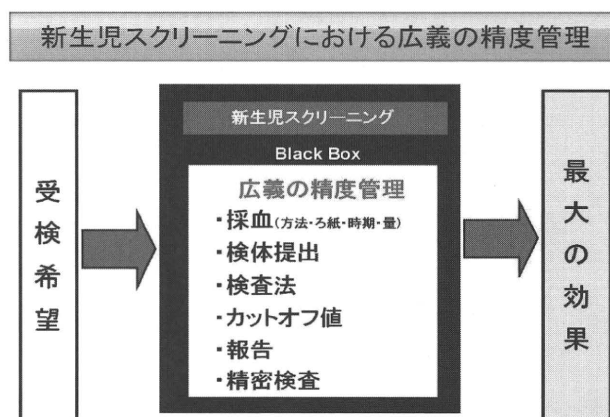 新生児スクリーニングにおける広義の精度管理
受検希望
新生児スクリーニング
Black Box
広義の精度管理
・採血(方法・ろ紙・時期・量)
・検体提出
・検査法
・カットオフ値
・報告
・精密検査
最大の効果